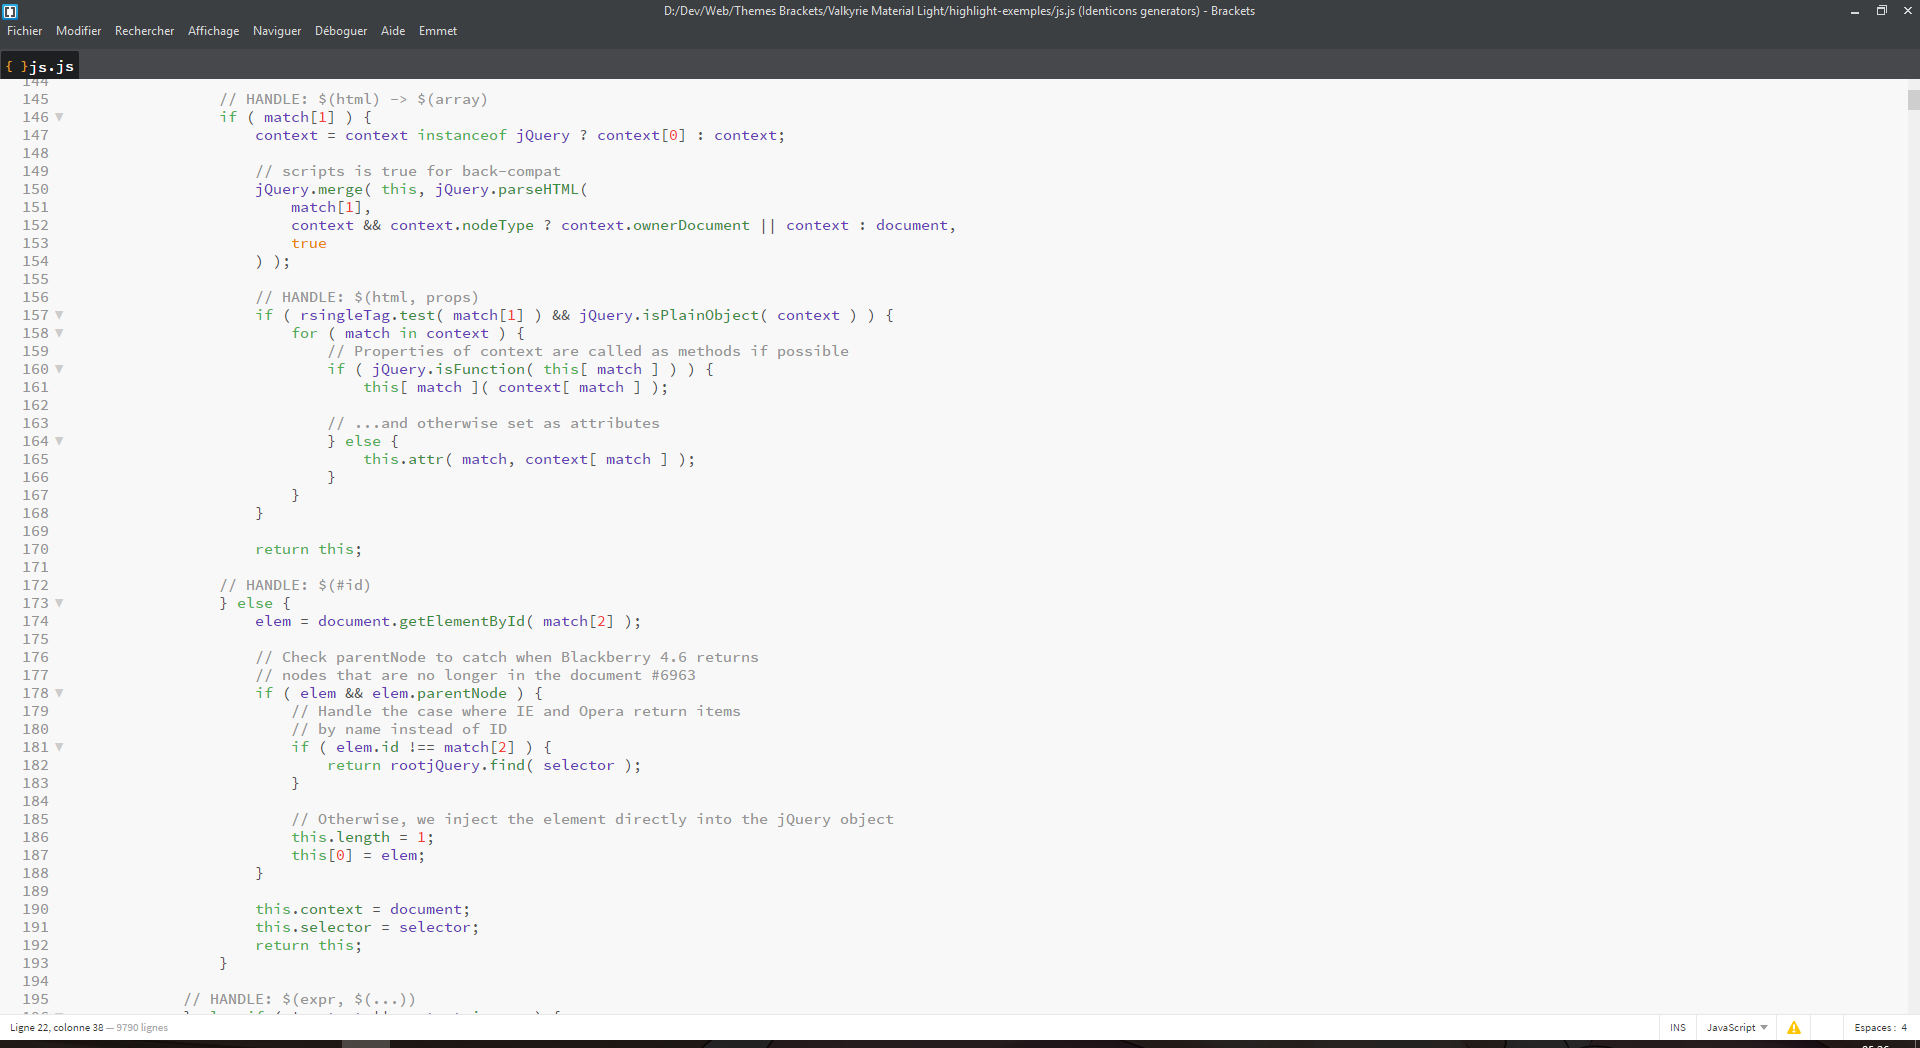 D:/Dev/Web/Themes Brackets/Valkyrie Material Light/highlight-exemples/js.js (Identicons generators) - Brackets
Fichier Modifier Rechercher Affichage Naviguer Déboguer Aide Emmet
{ }js.js
144
145 // HANDLE: $(html) -> $(array)
146 if ( match[1] ) {
147 context = context instanceof jQuery ? context[0] : context;
148
149 // scripts is true for back-compat
150 jQuery.merge( this, jQuery.parseHTML(
151 match[1],
152 context && context.nodeType ? context.ownerDocument || context : document,
153 true
154 ) );
155
156 // HANDLE: $(html, props)
157 if ( rsingleTag.test( match[1] ) && jQuery.isPlainObject( context ) ) {
158 for ( match in context ) {
159 // Properties of context are called as methods if possible
160 if ( jQuery.isFunction( this[ match ] ) ) {
161 this[ match ]( context[ match ] );
162
163 // ...and otherwise set as attributes
164 } else {
165 this.attr( match, context[ match ] );
166 }
167 }
168 }
169
170 return this;
171
172 // HANDLE: $(#id)
173 } else {
174 elem = document.getElementById( match[2] );
175
176 // Check parentNode to catch when Blackberry 4.6 returns
177 // nodes that are no longer in the document #6963
178 if ( elem && elem.parentNode ) {
179 // Handle the case where IE and Opera return items
180 // by name instead of ID
181 if ( elem.id !== match[2] ) {
182 return rootjQuery.find( selector );
183 }
184
185 // Otherwise, we inject the element directly into the jQuery object
186 this.length = 1;
187 this[0] = elem;
188 }
189
190 this.context = document;
191 this.selector = selector;
192 return this;
193 }
194
195 // HANDLE: $(expr, $(...))
Ligne 22, colonne 38 — 9790 lignes INS JavaScript Espaces : 4